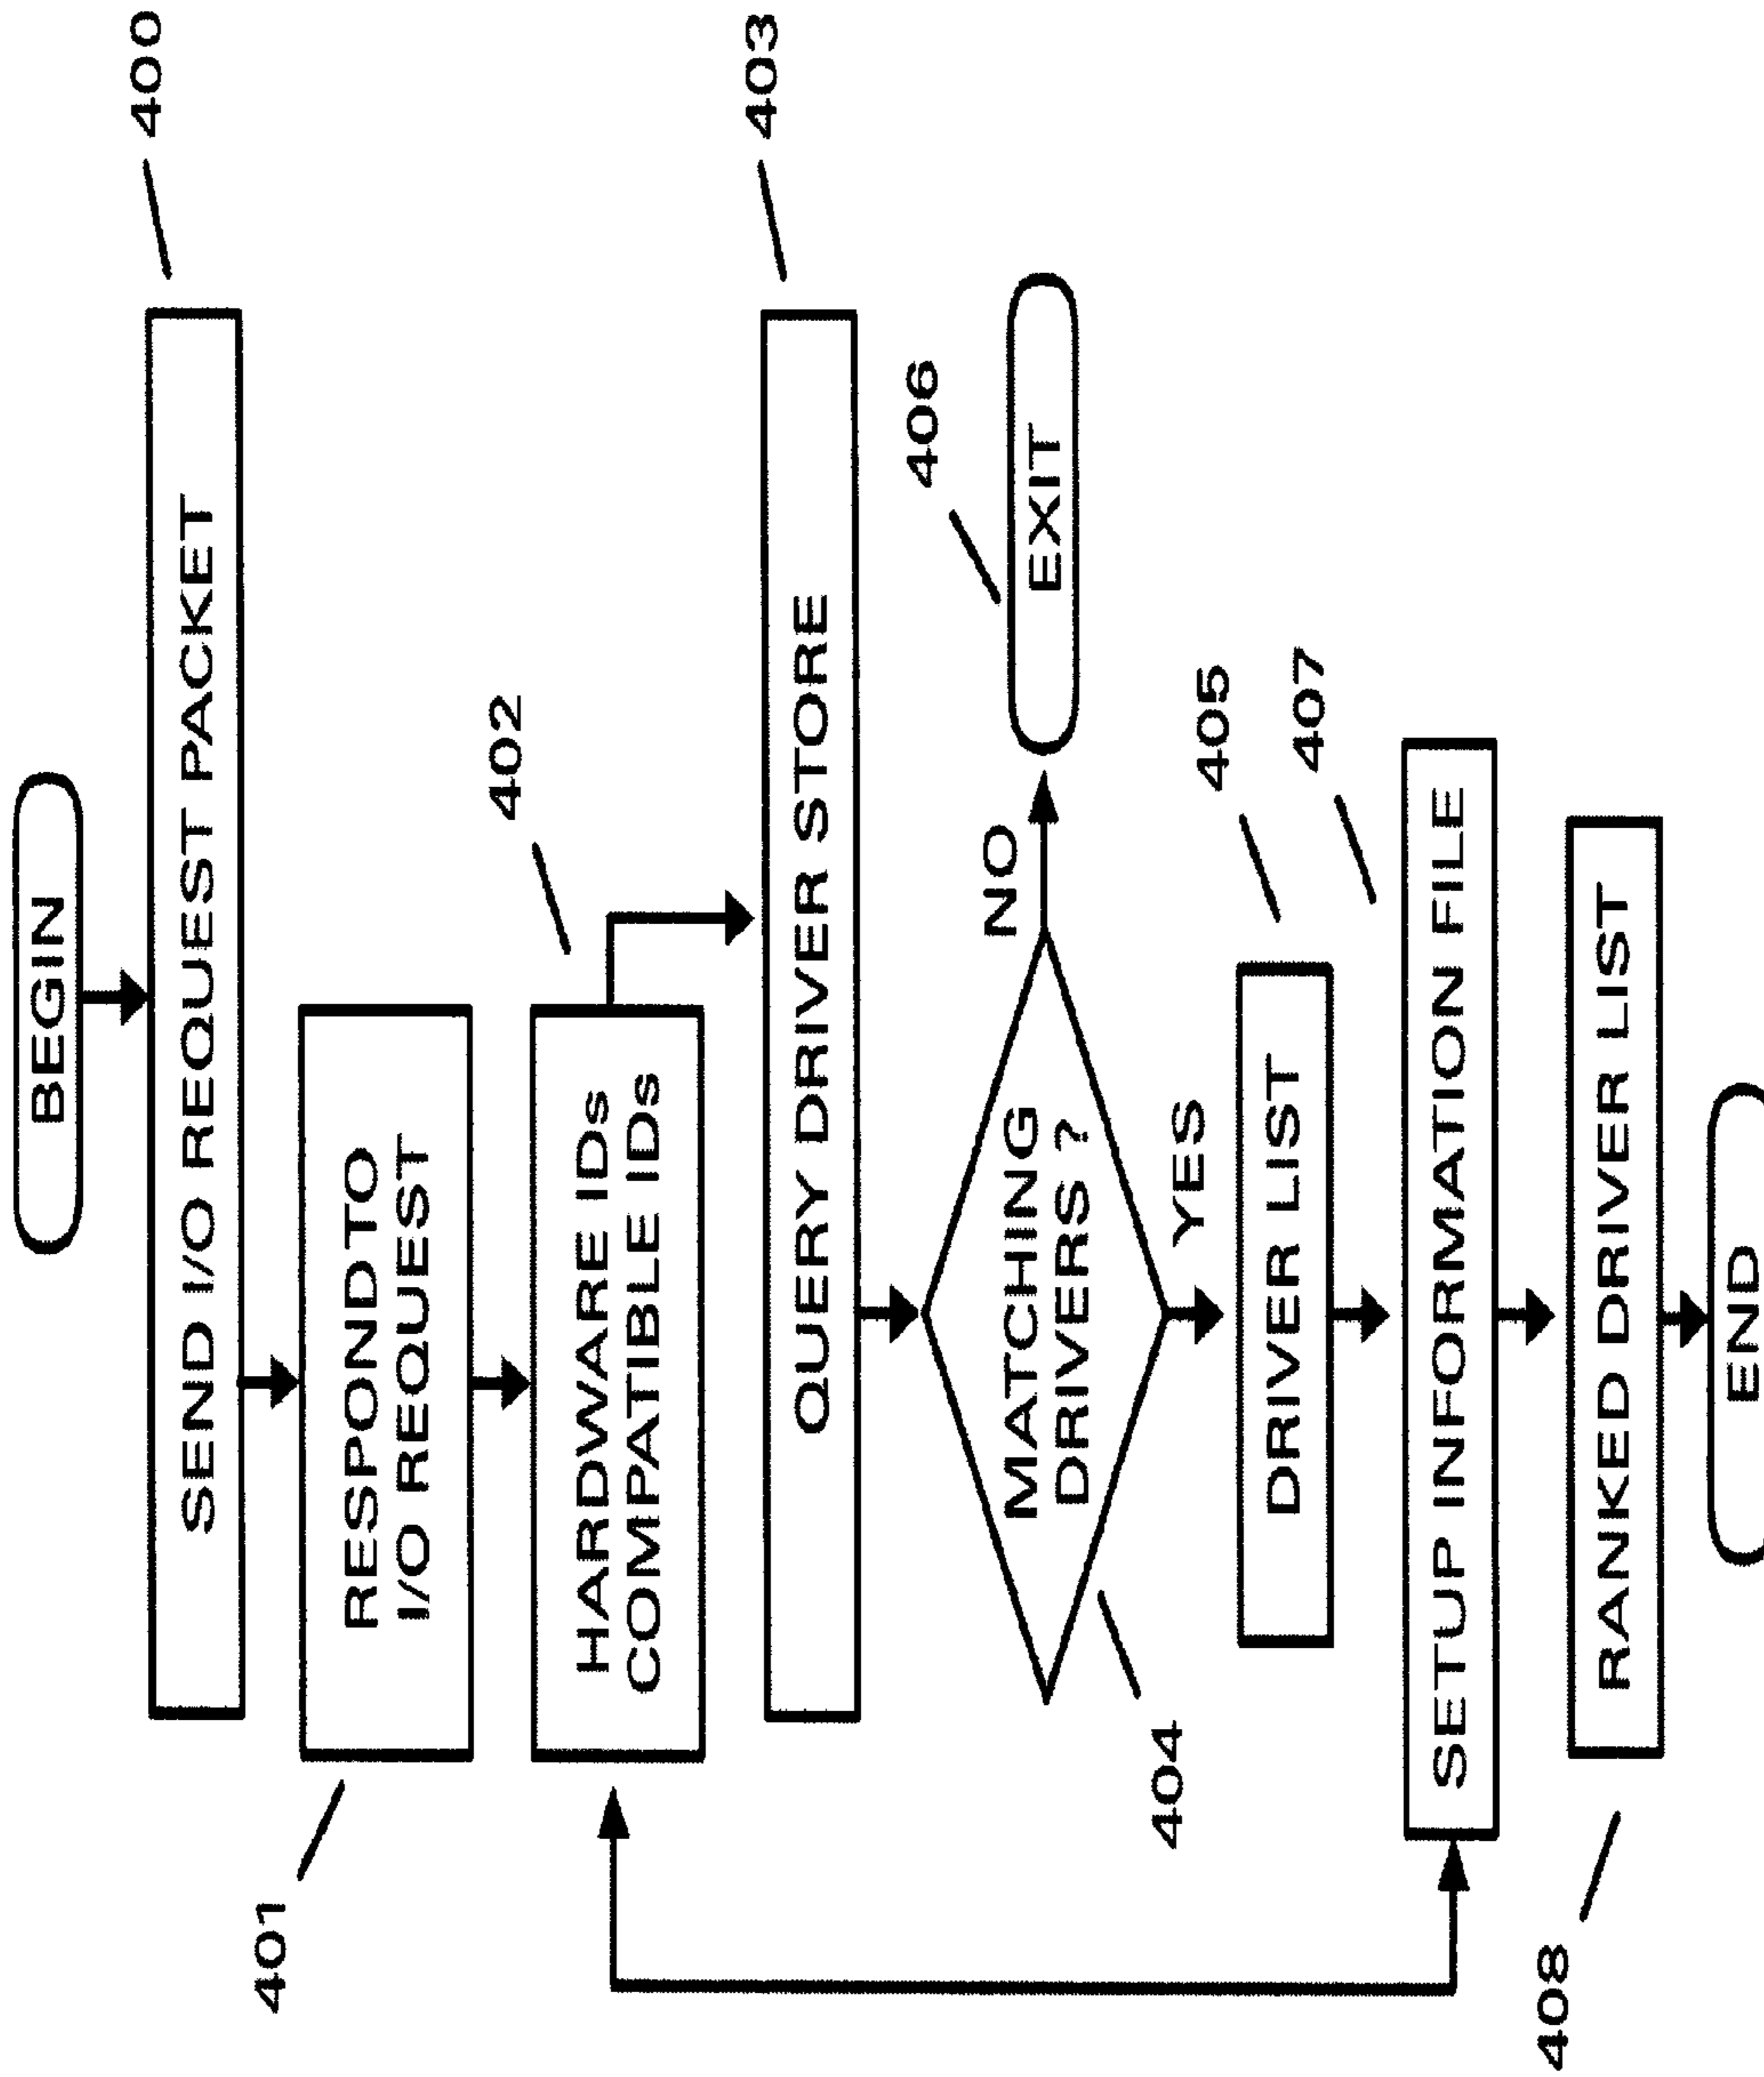 BEGIN
400
SEND I/O REQUEST PACKET
401
RESPOND TO
I/O REQUEST
402
HARDWARE IDs
COMPATIBLE IDs
403
QUERY DRIVER STORE
404
MATCHING
DRIVERS ?
NO
406
EXIT
YES
405
DRIVER LIST
407
SETUP INFORMATION FILE
408
RANKED DRIVER LIST
END